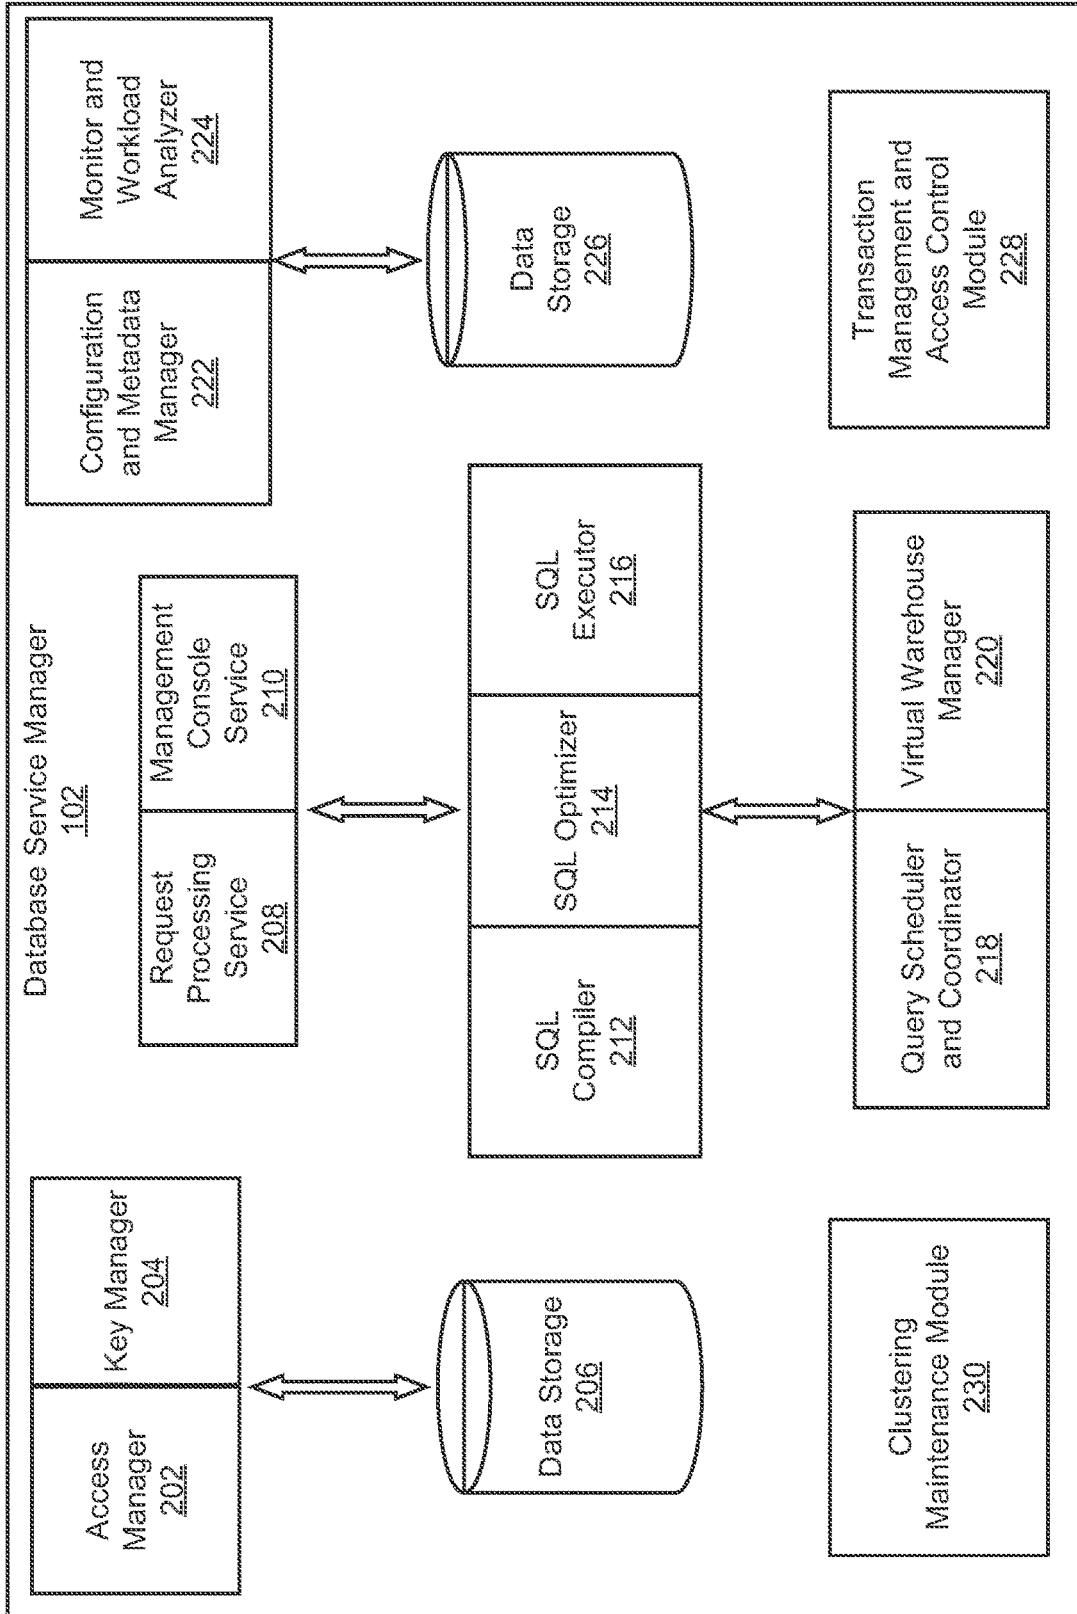 Database Service Manager
102
Access
Manager
202
Key Manager
204
Request
Processing
Service
208
Management
Console
Service
210
Configuration
and Metadata
Manager
222
Monitor and
Workload
Analyzer
224
Data Storage
206
SQL
Compiler
212
SQL Optimizer
214
SQL
Executor
216
Data
Storage
226
Clustering
Maintenance Module
230
Query Scheduler
and Coordinator
218
Virtual Warehouse
Manager
220
Transaction
Management and
Access Control
Module
228